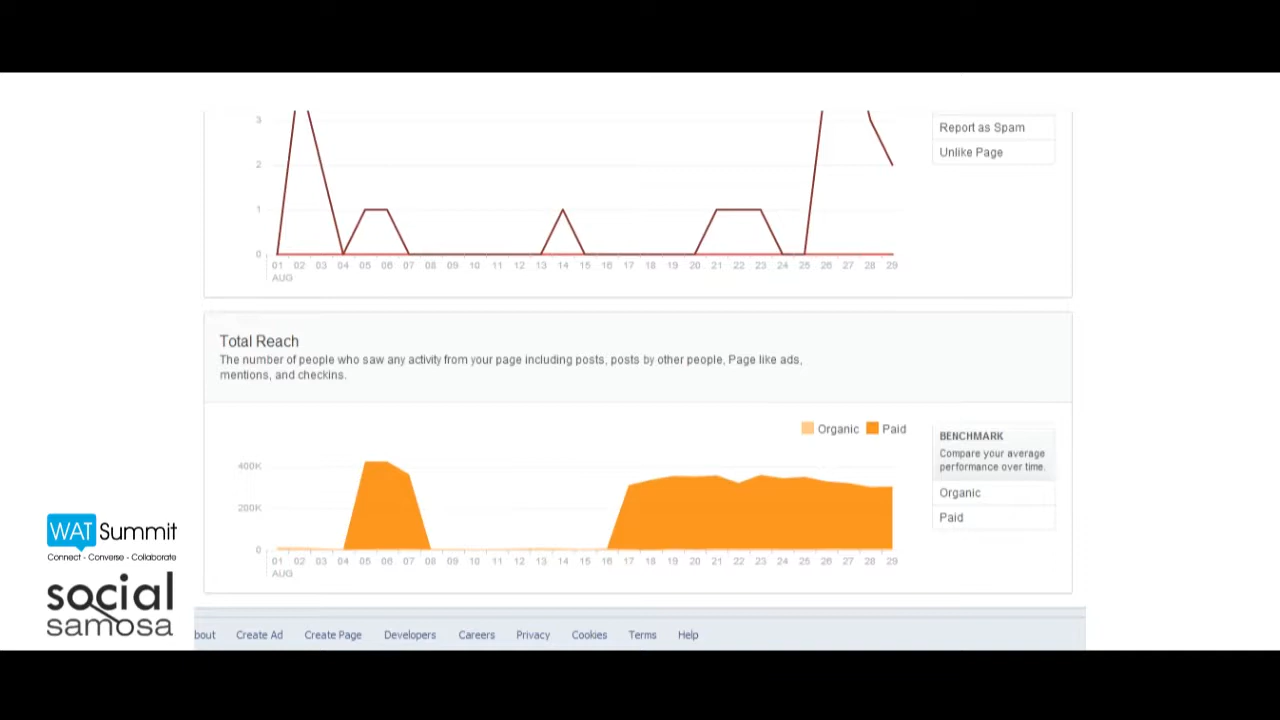 3
2
1
0
01 02 03 04 05 06 07 08 09 10 11 12 13 14 15 16 17 18 19 20 21 22 23 24 25 26 27 28 29
AUG
Report as Spam
Unlike Page
Total Reach
The number of people who saw any activity from your page including posts, posts by other people, Page like ads,
mentions, and checkins.
Organic Paid
400K
200K
0
01 02 03 04 05 06 07 08 09 10 11 12 13 14 15 16 17 18 19 20 21 22 23 24 25 26 27 28 29
AUG
BENCHMARK
Compare your average
performance over time.
Organic
Paid
WAT Summit
Connect - Converse - Collaborate
social
samosa
bout Create Ad Create Page Developers Careers Privacy Cookies Terms Help